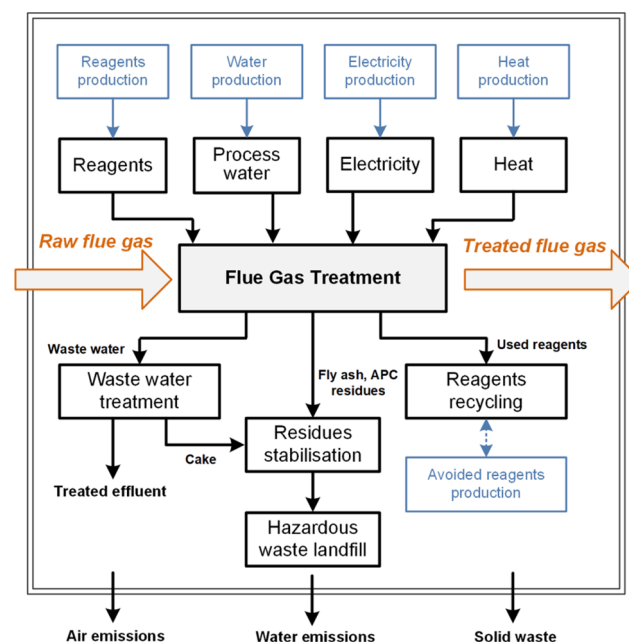 Reagents
production
Water
production
Electricity
production
Heat
production
Reagents
Process
water
Electricity
Heat
Raw flue gas
Treated flue gas
Flue Gas Treatment
Waste water
Used reagents
Fly ash, APC
residues
Waste water
treatment
Reagents
recycling
Residues
stabilisation
Cake
Avoided reagents
production
Treated effluent
Hazardous
waste landfill
Air emissions
Water emissions
Solid waste